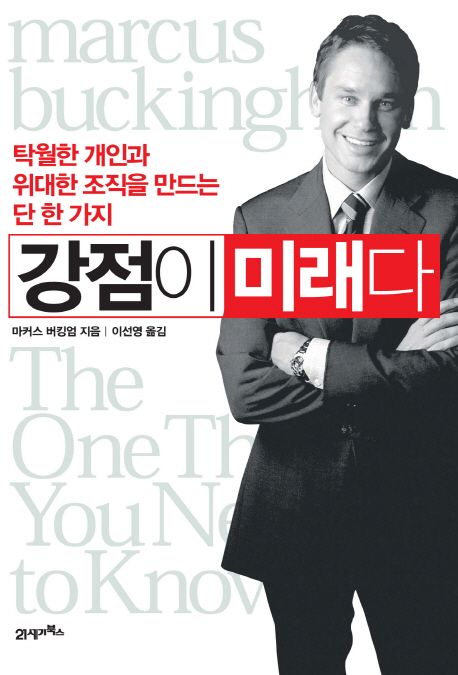 marcus
buckingham
탁월한 개인과
위대한 조직을 만드는
단 한 가지
강점이 미래다
마커스 버킹엄 지음 | 이선영 옮김
The
One Th
You Ne
to Know
21세기북스